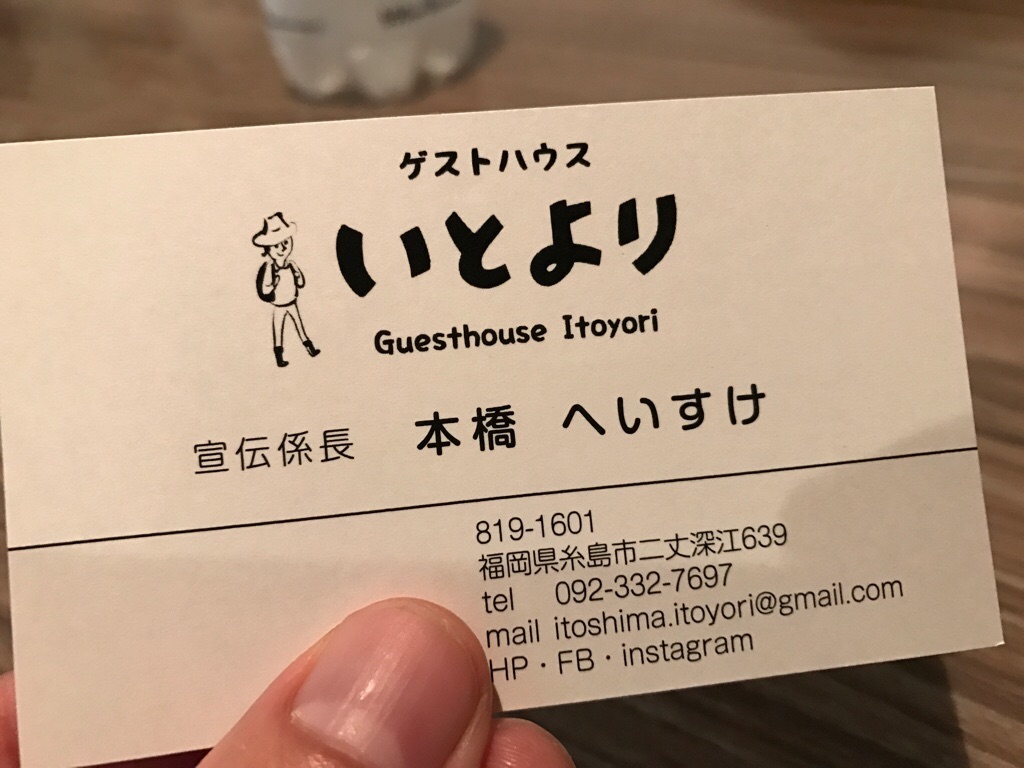 ゲストハウス
いとより
Guesthouse Itoyori
宣伝係長 本橋 へいすけ
819-1601
福岡県糸島市二丈深江639
tel 092-332-7697
mail itoshima.itoyori@gmail.com
HP・FB・instagram